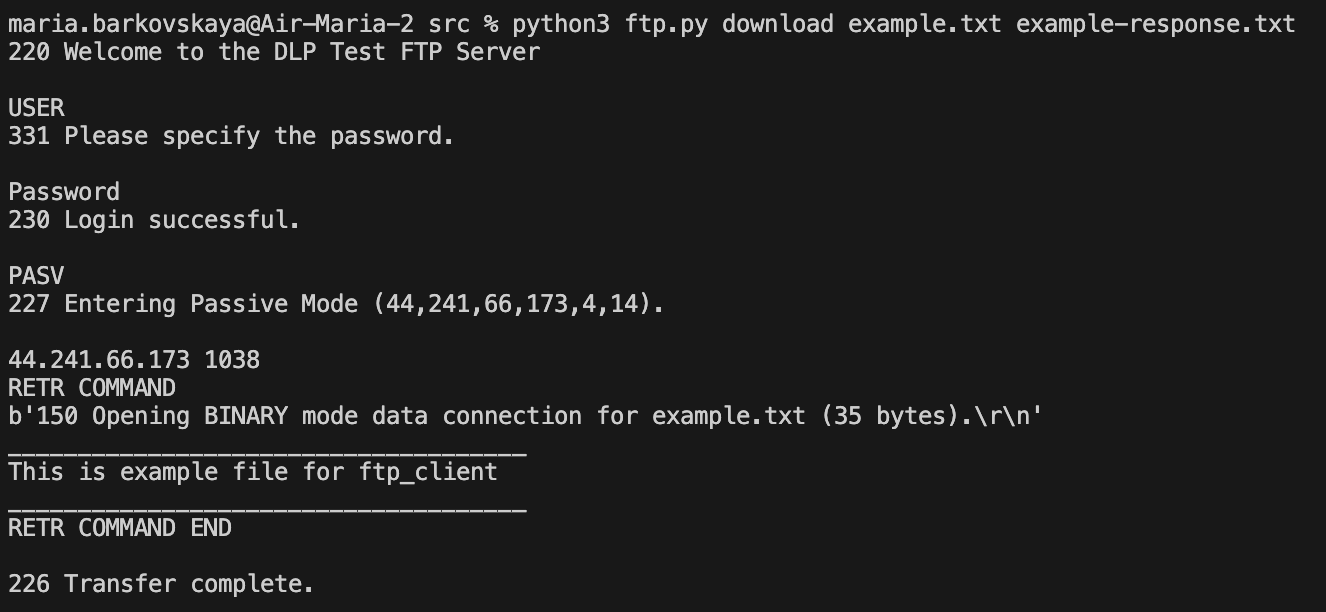 maria.barkovskaya@Air-Maria-2 src % python3 ftp.py download example.txt example-response.txt
220 Welcome to the DLP Test FTP Server
USER
331 Please specify the password.
Password
230 Login successful.
PASV
227 Entering Passive Mode (44,241,66,173,4,14).
44.241.66.173 1038
RETR COMMAND
b'150 Opening BINARY mode data connection for example.txt (35 bytes).\r\n'
_____________________________________
This is example file for ftp_client
_____________________________________
RETR COMMAND END
226 Transfer complete.